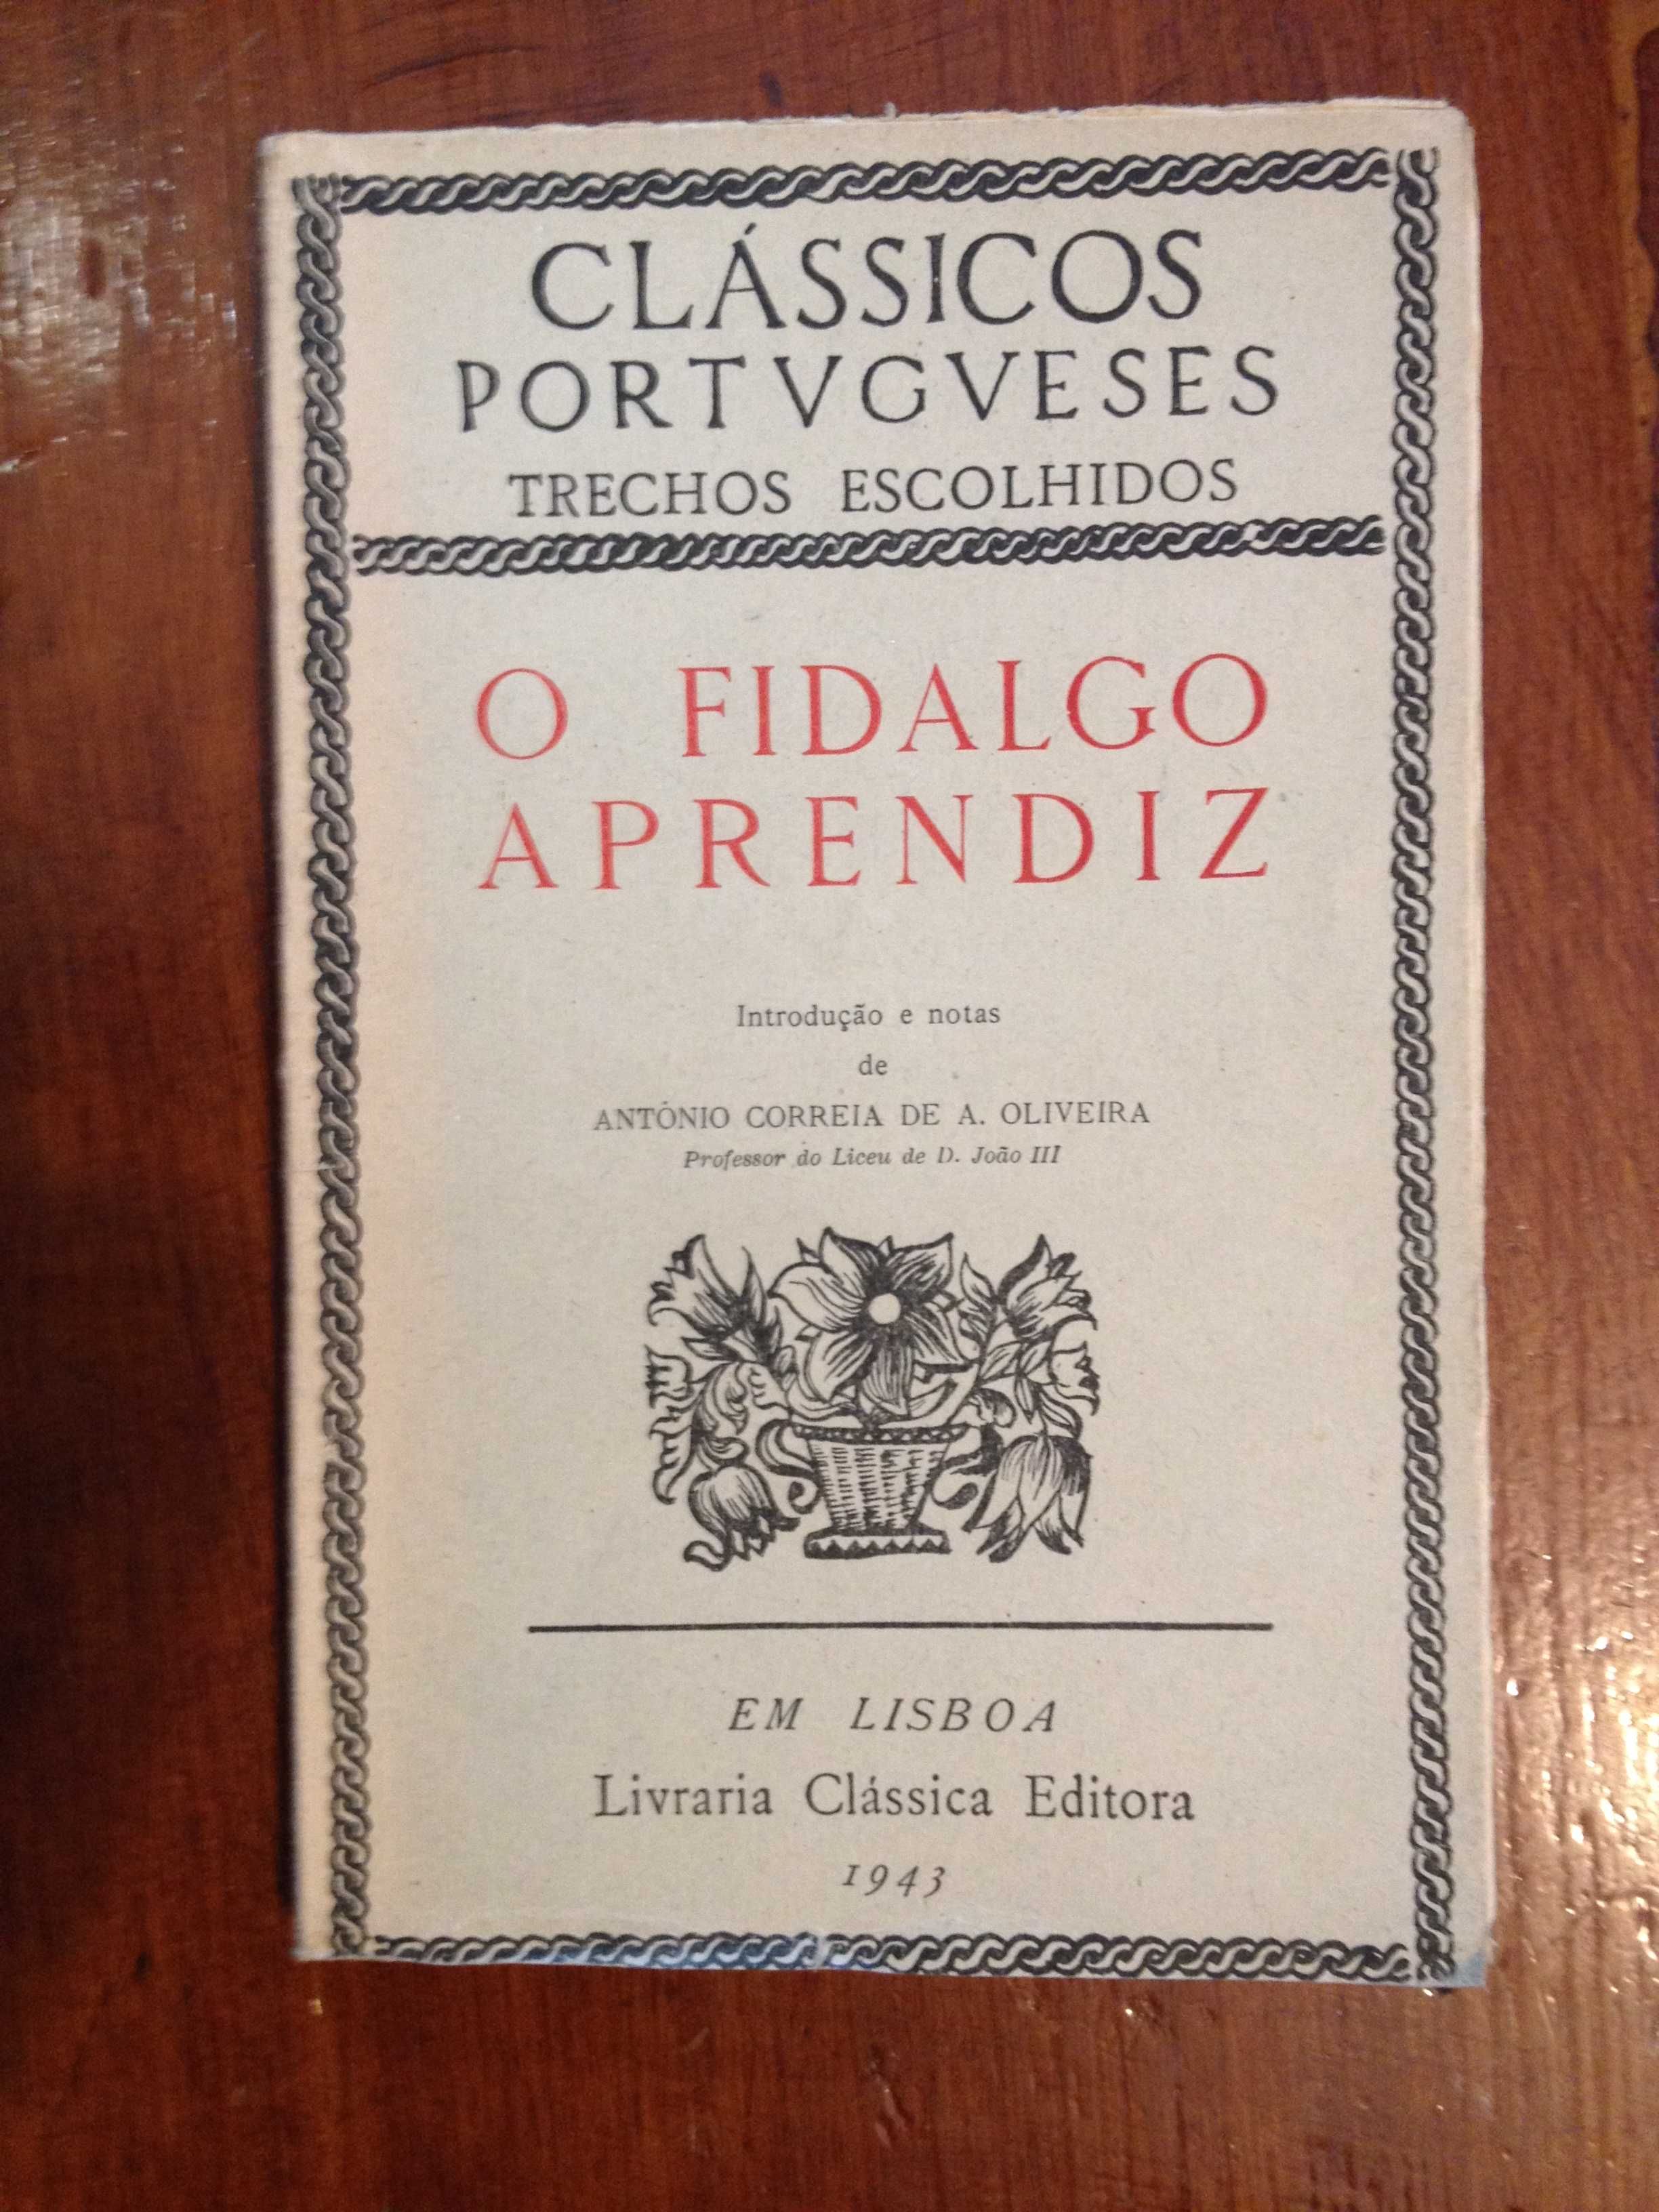 CLÁSSICOS
PORTVGVESES
TRECHOS ESCOLHIDOS
O FIDALGO
APRENDIZ
Introdução e notas
de
ANTÓNIO CORREIA DE A. OLIVEIRA
Professor do Liceu de D. João III
EM LISBOA
Livraria Clássica Editora
1943